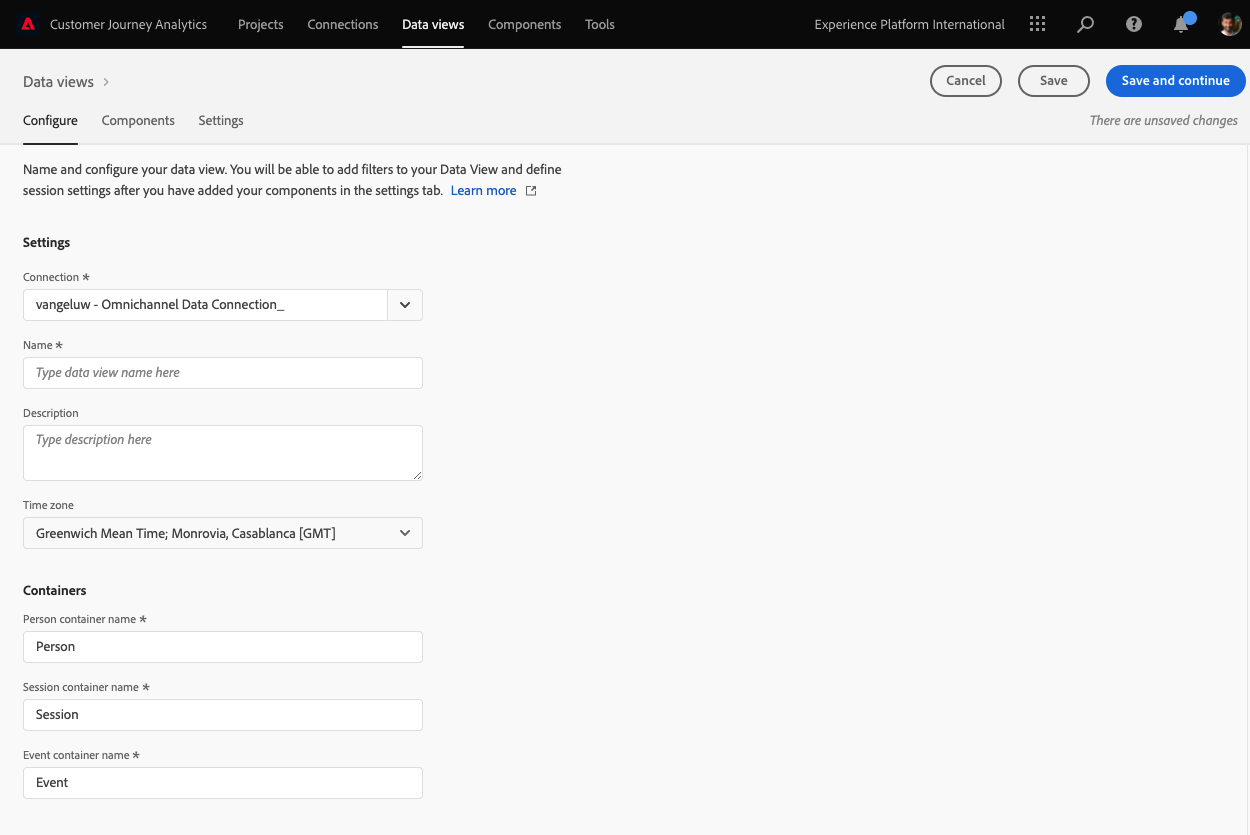 Customer Journey Analytics Projects Connections Data views Components Tools Experience Platform International
Data views
Cancel Save Save and continue
Configure Components Settings There are unsaved changes
Name and configure your data view. You will be able to add filters to your Data View and define
session settings after you have added your components in the settings tab. Learn more
Settings
Connection *
vangeluw - Omnichannel Data Connection_
Name *
Type data view name here
Description
Type description here
Time zone
Greenwich Mean Time; Monrovia, Casablanca [GMT]
Containers
Person container name *
Person
Session container name *
Session
Event container name *
Event